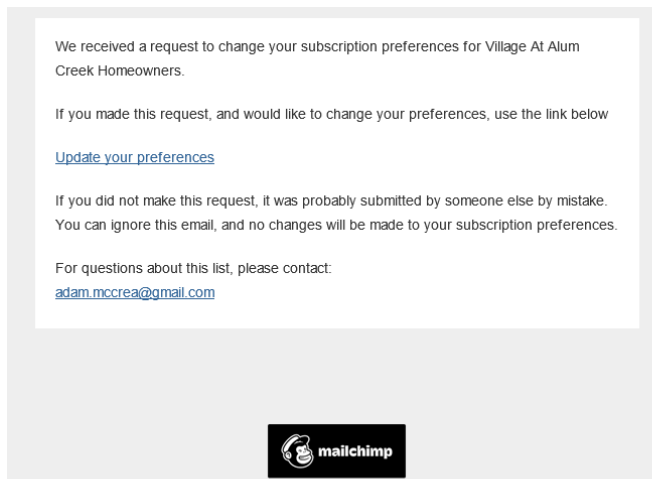 We received a request to change your subscription preferences for Village At Alum
Creek Homeowners.
If you made this request, and would like to change your preferences, use the link below
Update your preferences
If you did not make this request, it was probably submitted by someone else by mistake.
You can ignore this email, and no changes will be made to your subscription preferences.
For questions about this list, please contact:
adam.mccrea@gmail.com
mailchimp